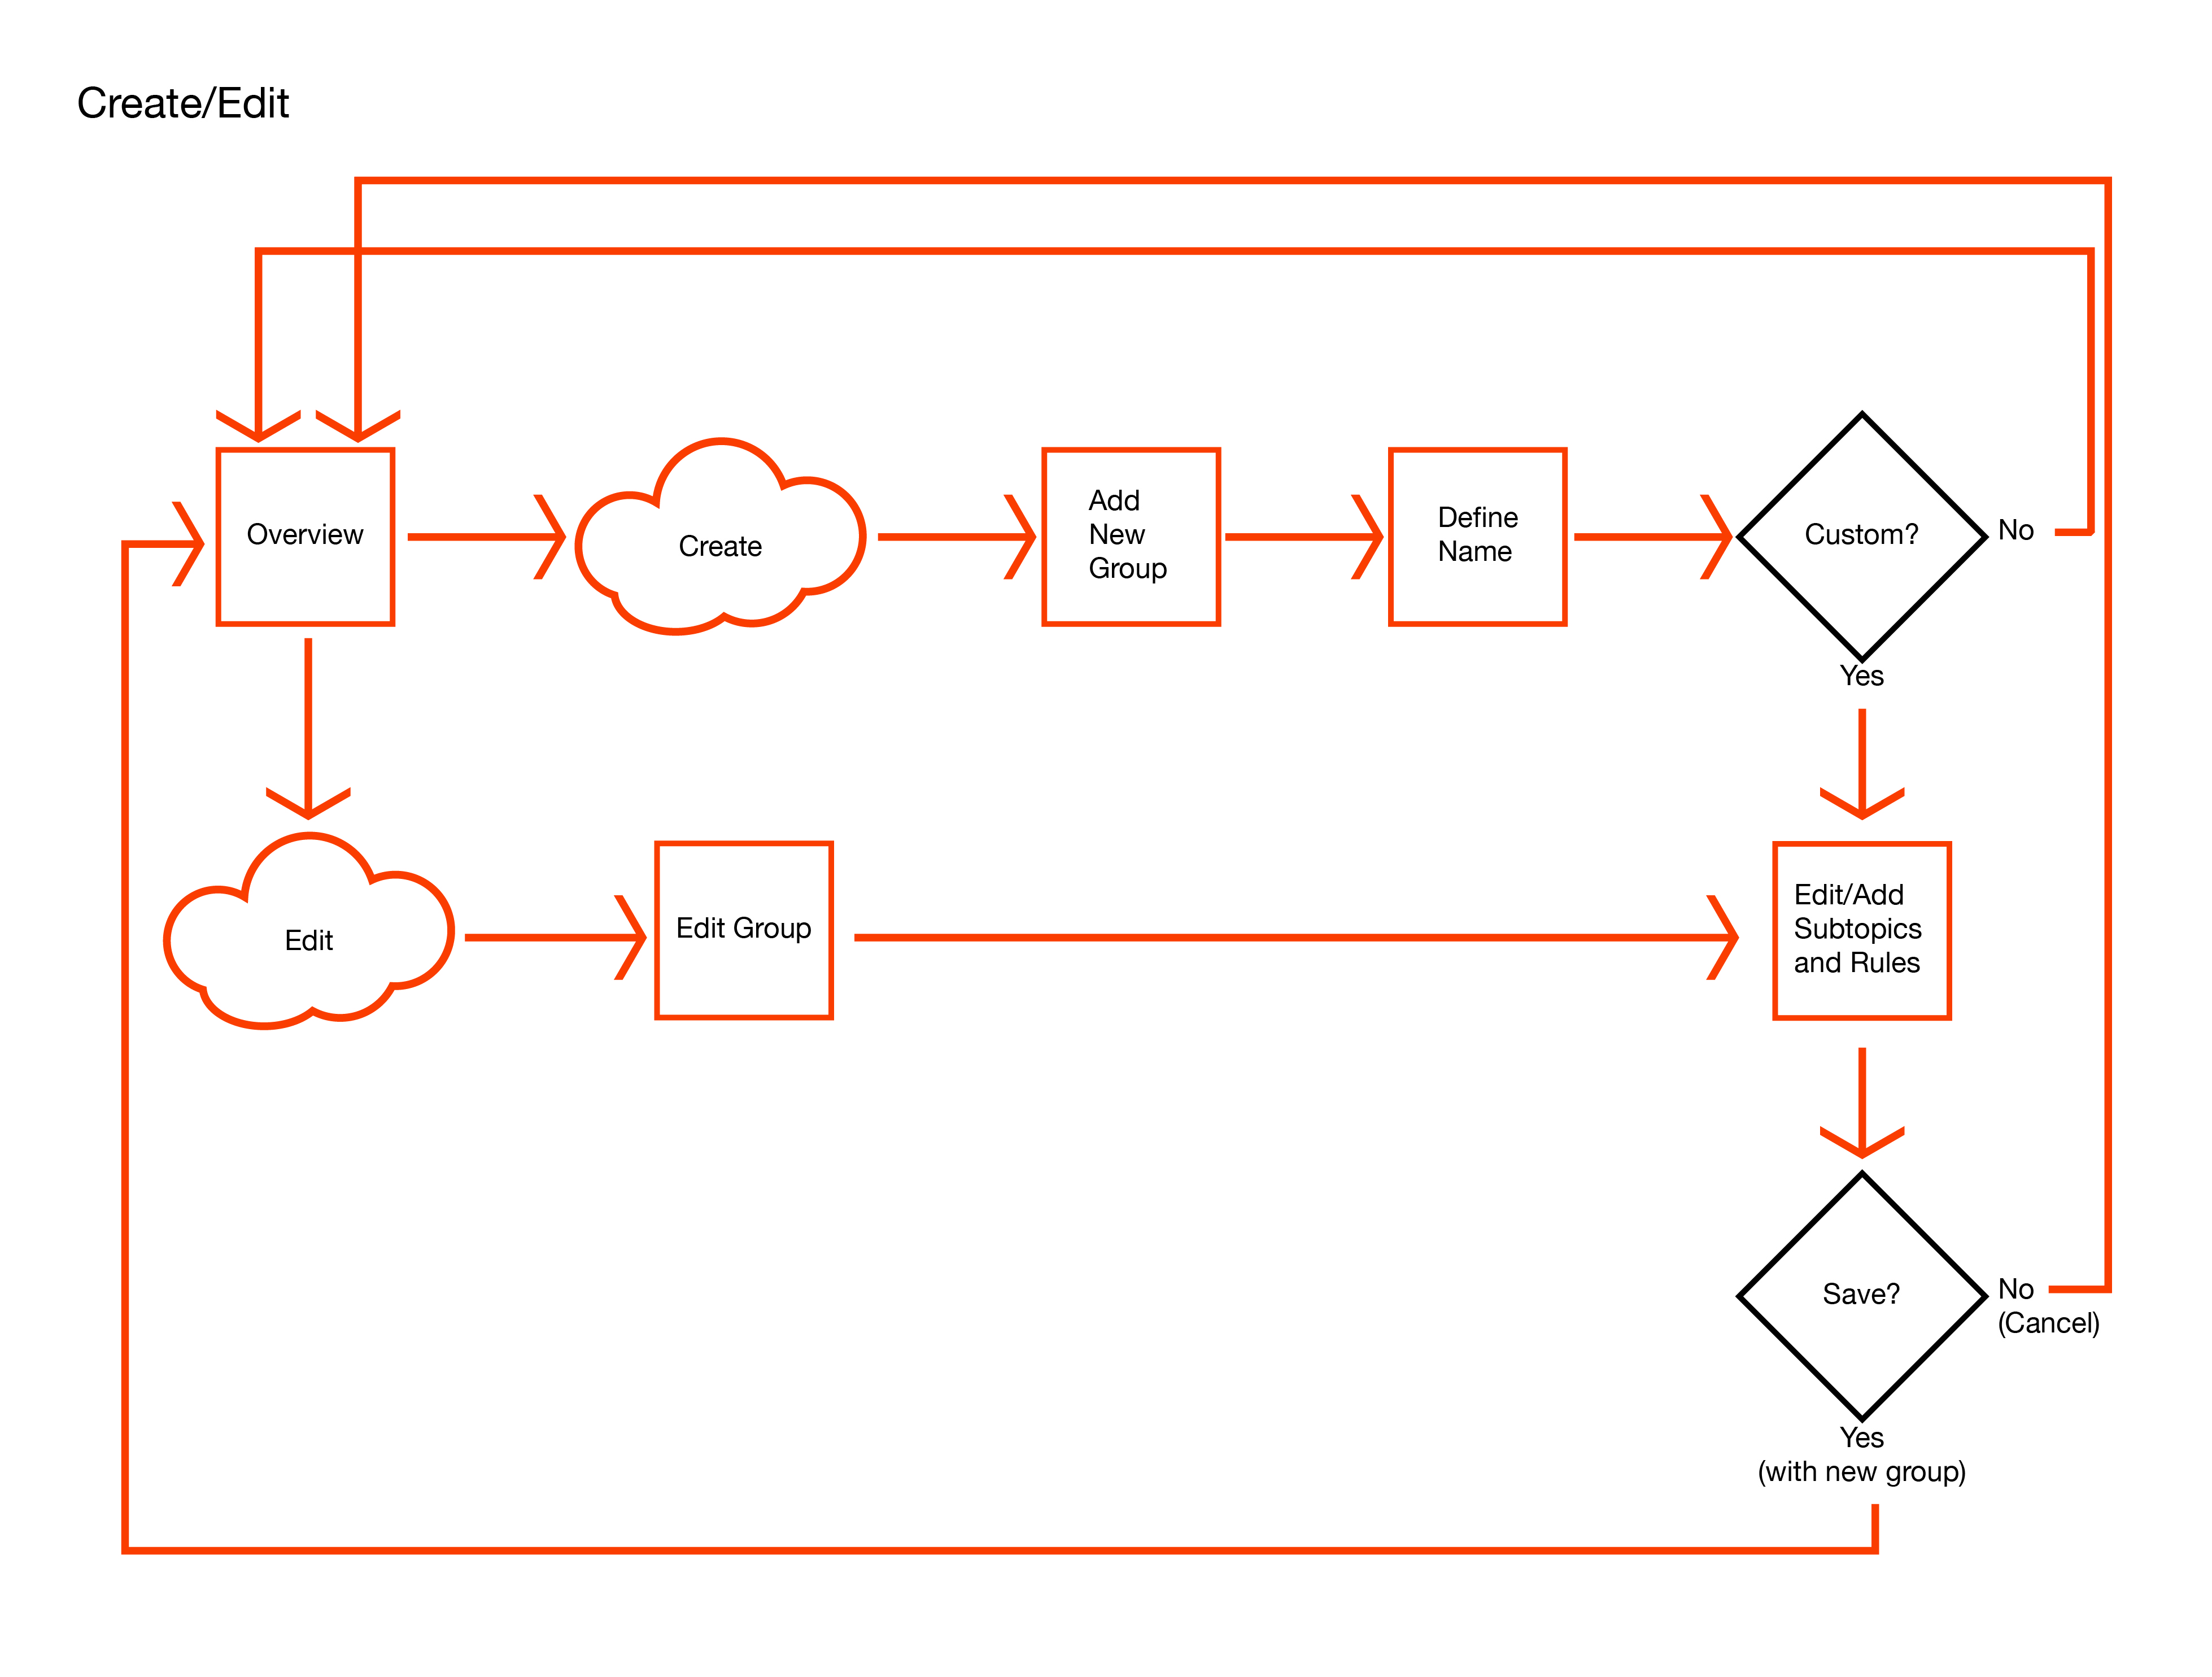 Create/Edit
Overview
Create
Add
New
Group
Define
Name
Custom?
No
Yes
Edit
Edit Group
Edit/Add
Subtopics
and Rules
Save?
No
(Cancel)
Yes
(with new group)